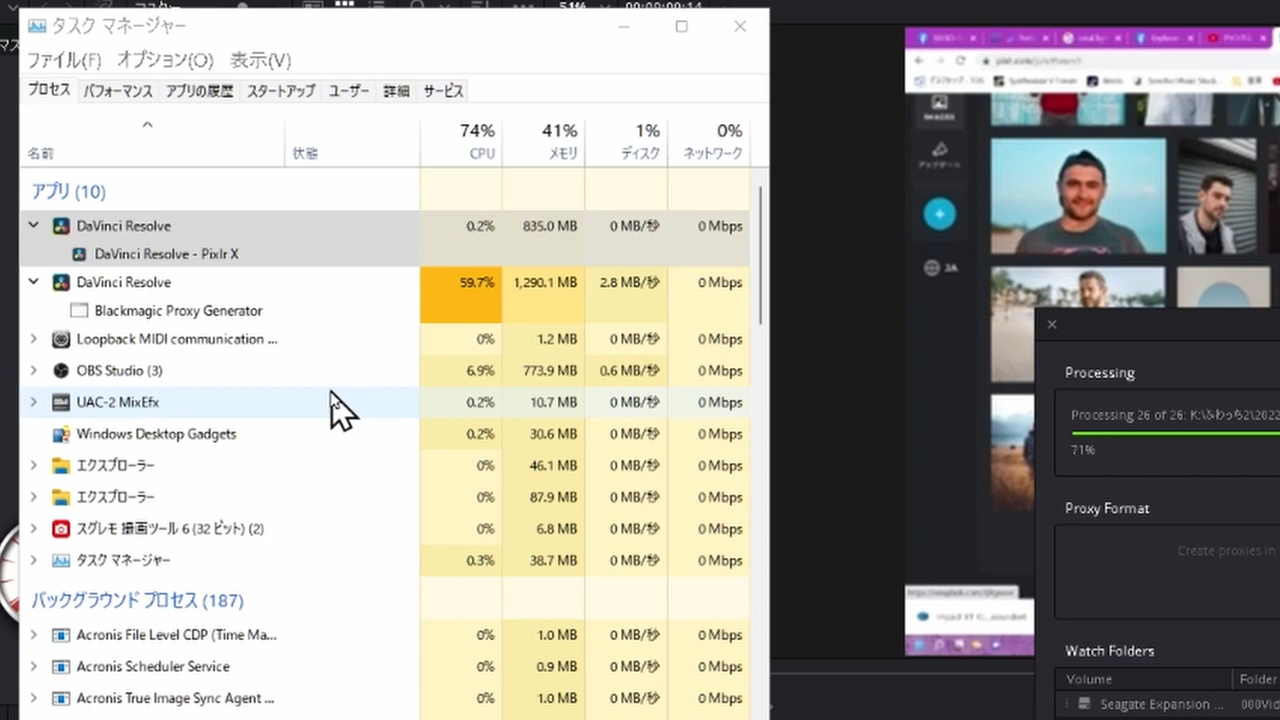 タスク マネージャー
ファイル(F) オプション(O) 表示(V)
プロセス パフォーマンス アプリの履歴 スタートアップ ユーザー 詳細 サービス
74% 41% 1% 0%
名前 状態 CPU メモリ ディスク ネットワーク
アプリ (10)
DaVinci Resolve 0.2% 835.0 MB 0 MB/秒 0 Mbps
DaVinci Resolve - Pixlr X
DaVinci Resolve 59.7% 1,290.1 MB 2.8 MB/秒 0 Mbps
Blackmagic Proxy Generator
Loopback MIDI communication ... 0% 1.2 MB 0 MB/秒 0 Mbps
OBS Studio (3) 6.9% 773.9 MB 0.6 MB/秒 0 Mbps
UAC-2 MixEfx 0.2% 10.7 MB 0 MB/秒 0 Mbps
Windows Desktop Gadgets 0.2% 30.6 MB 0 MB/秒 0 Mbps
エクスプローラー 0% 46.1 MB 0 MB/秒 0 Mbps
エクスプローラー 0% 87.9 MB 0 MB/秒 0 Mbps
スグレモ 撮画ツール 6 (32 ビット) (2) 0% 6.8 MB 0 MB/秒 0 Mbps
タスク マネージャー 0.3% 38.7 MB 0 MB/秒 0 Mbps
バックグラウンド プロセス (187)
Acronis File Level CDP (Time Ma... 0% 1.0 MB 0 MB/秒 0 Mbps
Acronis Scheduler Service 0% 0.9 MB 0 MB/秒 0 Mbps
Acronis True Image Sync Agent ... 0% 1.0 MB 0 MB/秒 0 Mbps
IMAGES
アップデート
JA
Processing
Processing 26 of 26: K:\ふわっち2\2022
71%
Proxy Format
Create proxies in
Watch Folders
Volume Folder
Seagate Expansion ... 000Vid